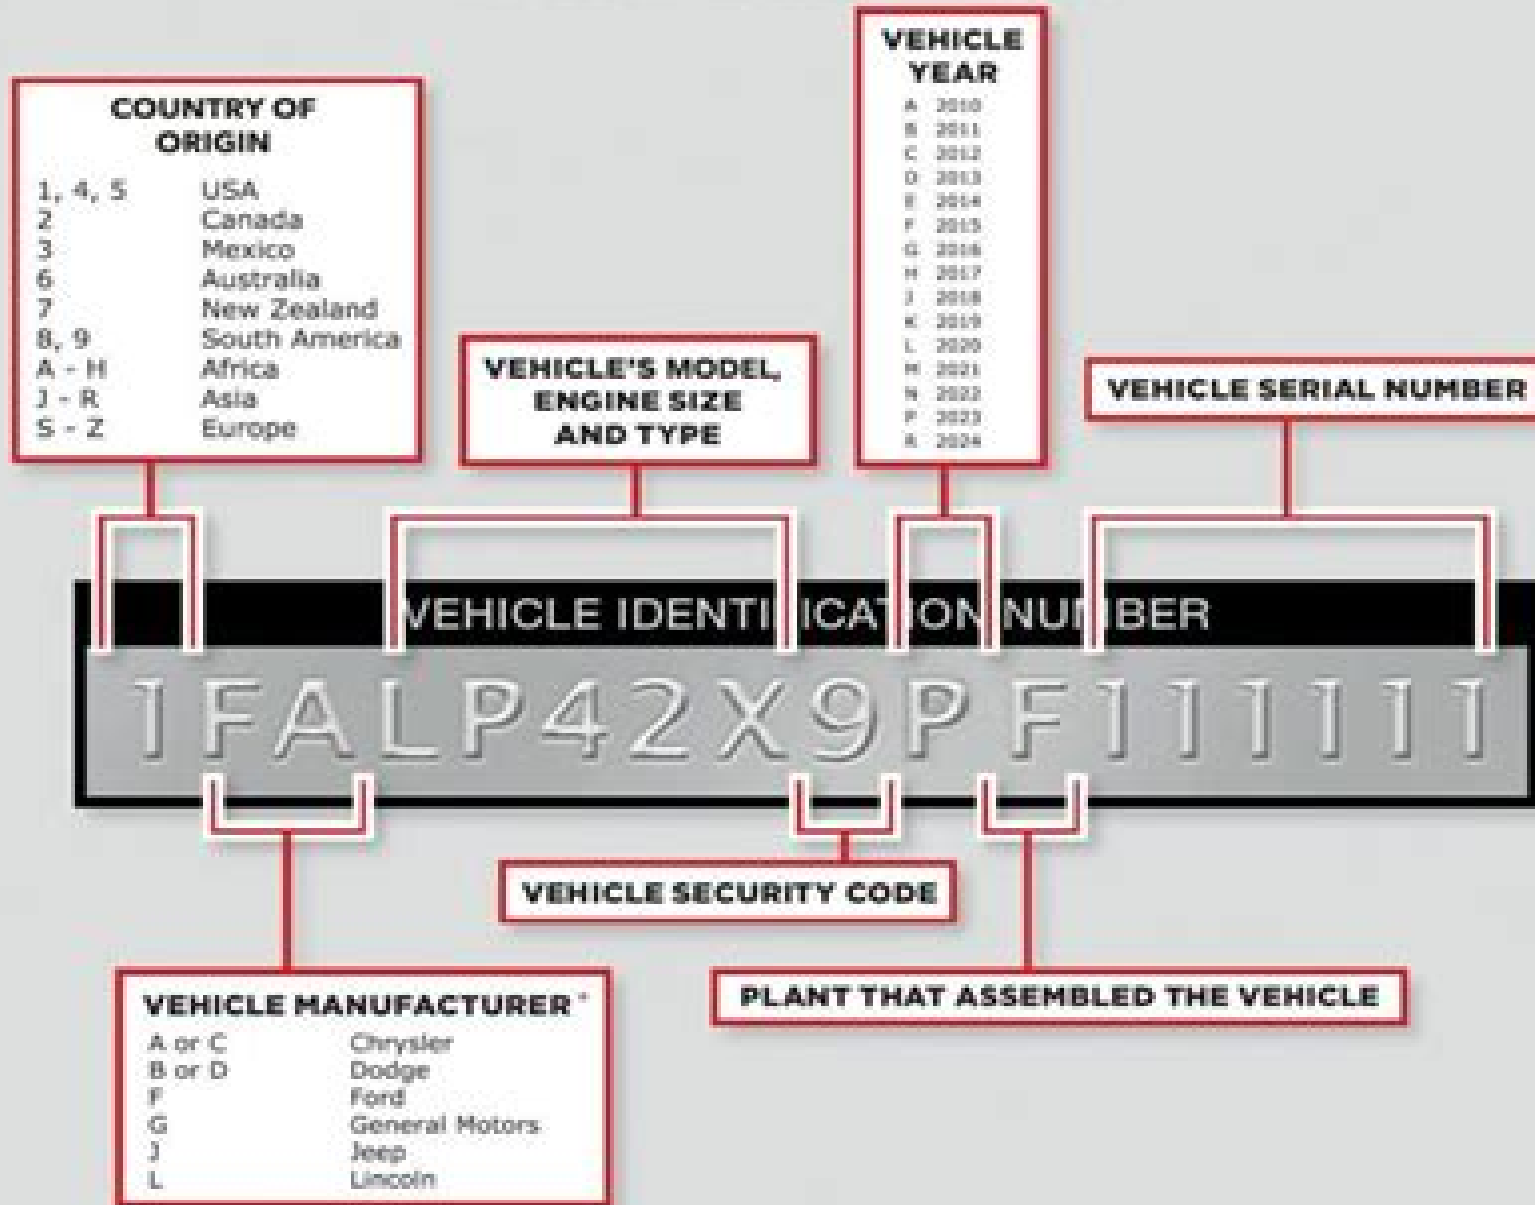 VEHICLE
YEAR
A 2010
B 2011
C 2012
D 2013
E 2014
F 2015
G 2016
H 2017
J 2018
K 2019
L 2020
M 2021
N 2022
P 2023
R 2024
COUNTRY OF
ORIGIN
1, 4, 5 USA
2 Canada
3 Mexico
6 Australia
7 New Zealand
8, 9 South America
A - H Africa
J - R Asia
S - Z Europe
VEHICLE'S MODEL,
ENGINE SIZE
AND TYPE
VEHICLE SERIAL NUMBER
VEHICLE IDENTIFICATION NUMBER
1FALP42X9PF111111
VEHICLE SECURITY CODE
VEHICLE MANUFACTURER*
A or C Chrysler
B or D Dodge
F Ford
G General Motors
J Jeep
L Lincoln
PLANT THAT ASSEMBLED THE VEHICLE